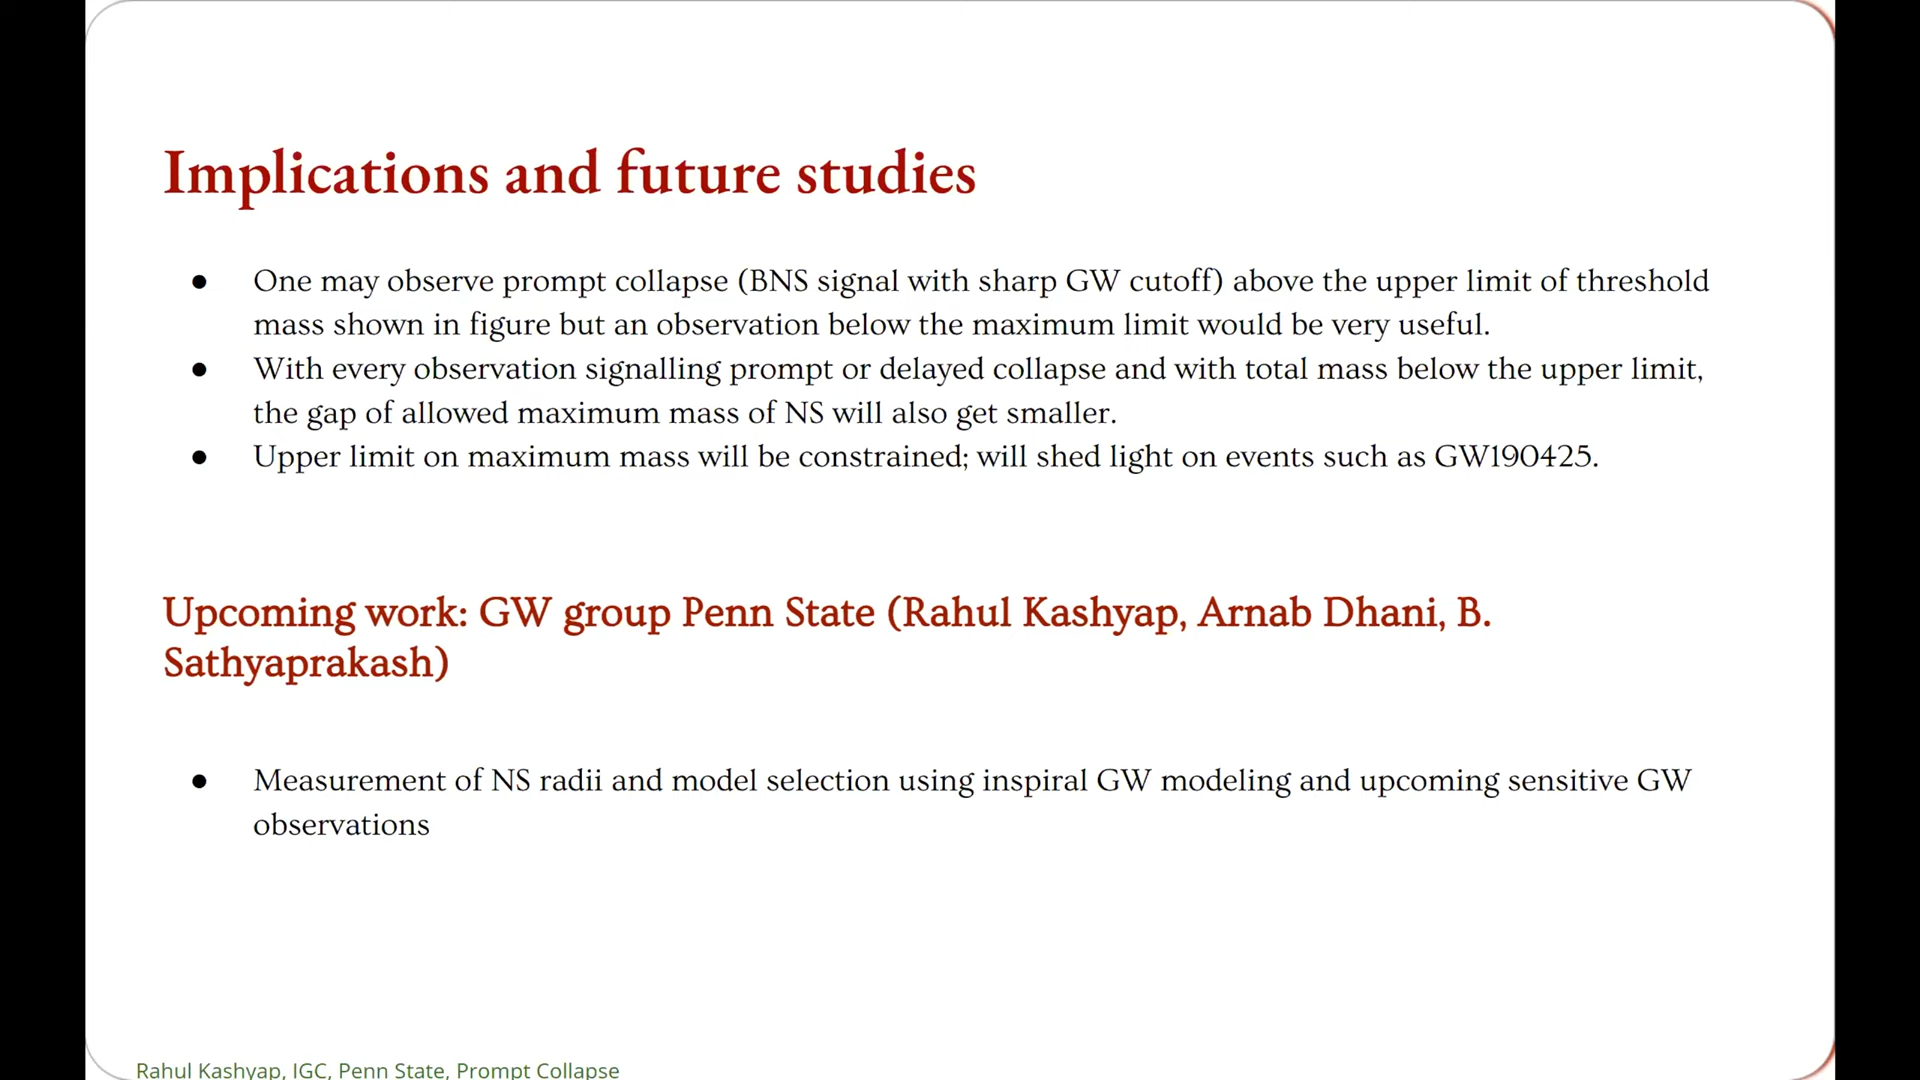 Implications and future studies
● One may observe prompt collapse (BNS signal with sharp GW cutoff) above the upper limit of threshold
mass shown in figure but an observation below the maximum limit would be very useful.
● With every observation signalling prompt or delayed collapse and with total mass below the upper limit,
the gap of allowed maximum mass of NS will also get smaller.
● Upper limit on maximum mass will be constrained; will shed light on events such as GW190425.
Upcoming work: GW group Penn State (Rahul Kashyap, Arnab Dhani, B.
Sathyaprakash)
● Measurement of NS radii and model selection using inspiral GW modeling and upcoming sensitive GW
observations
Rahul Kashyap, IGC, Penn State, Prompt Collapse